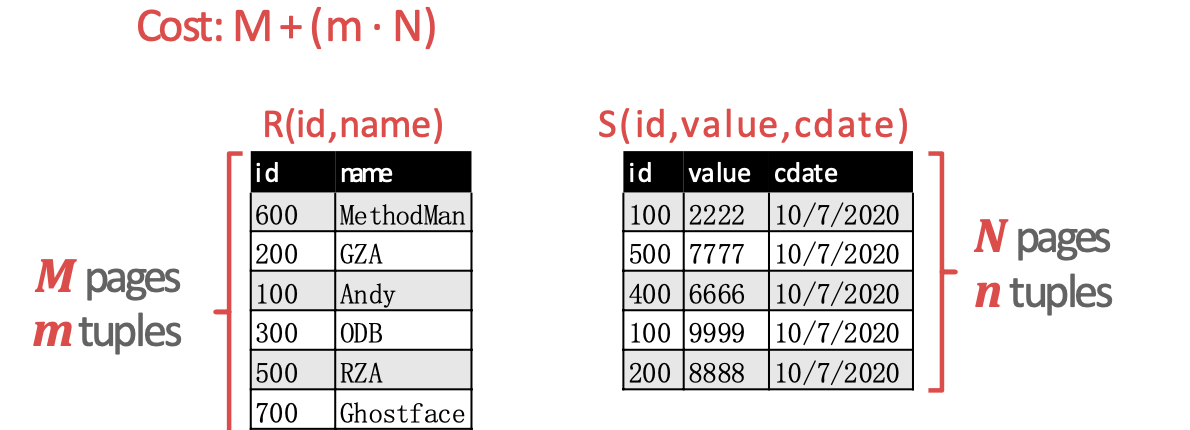 Cost: M + (m · N)
R(id,name)
S(id,value,cdate)
id name
600 MethodMan
200 GZA
100 Andy
300 ODB
500 RZA
700 Ghostface
M pages
m tuples
id value cdate
100 2222 10/7/2020
500 7777 10/7/2020
400 6666 10/7/2020
100 9999 10/7/2020
200 8888 10/7/2020
N pages
n tuples